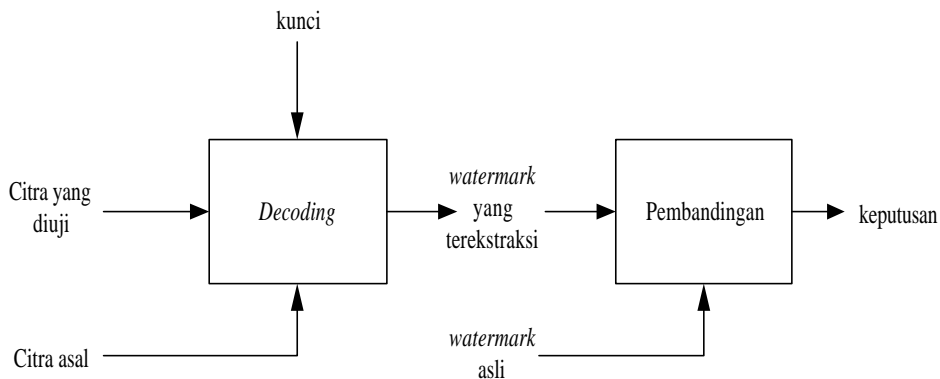 kunci
Citra yang
diuji
Decoding
watermark
yang
terekstraksi
Pembandingan
keputusan
Citra asal
watermark
asli